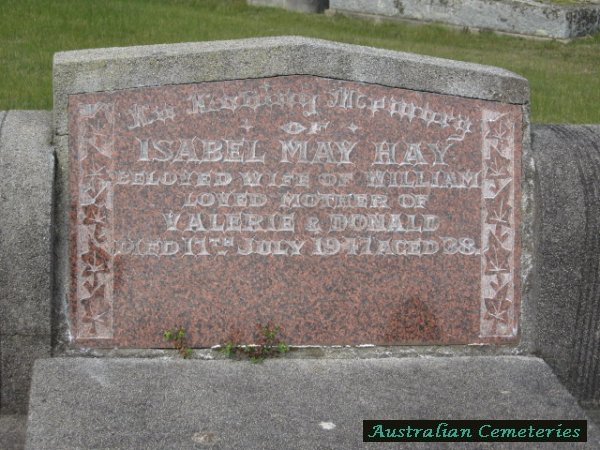 In Loving Memory
OF
ISABEL MAY HAY
BELOVED WIFE OF WILLIAM
LOVED MOTHER OF
VALERIE & DONALD
DIED 17TH JULY 1941 AGED 38.
Australian Cemeteries